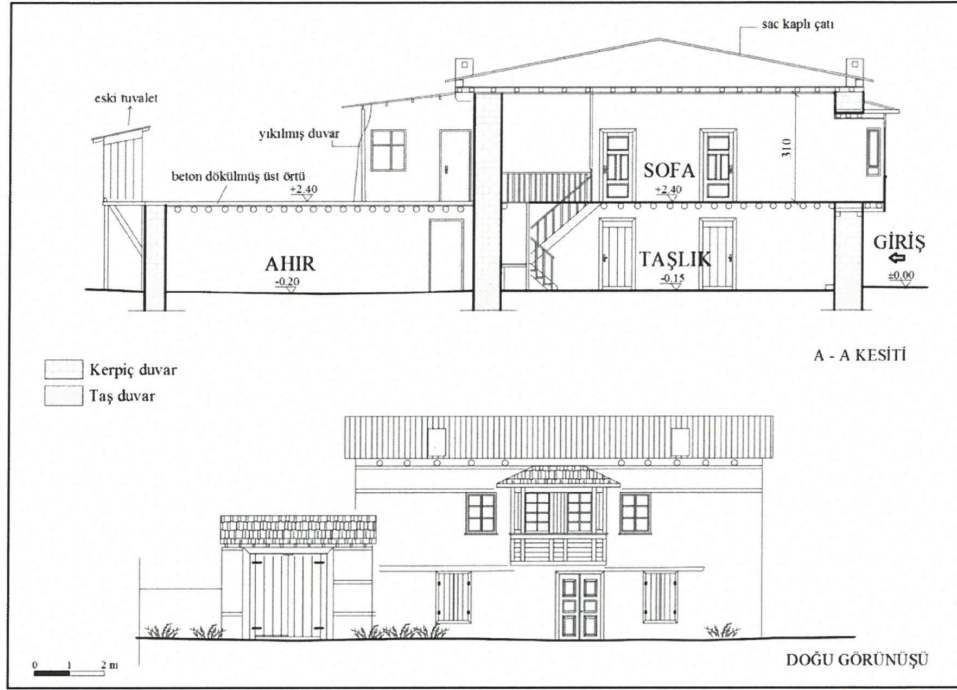 sac kaplı çatı
eski tuvalet
yıkılmış duvar
beton dökülmüş üst örtü
+2,40
SOFA
+2,40
310
AHIR
-0,20
TAŞLIK
-0,15
GİRİŞ
±0,00
A - A KESİTİ
Kerpiç duvar
Taş duvar
0 1 2 m
DOĞU GÖRÜNÜŞÜ